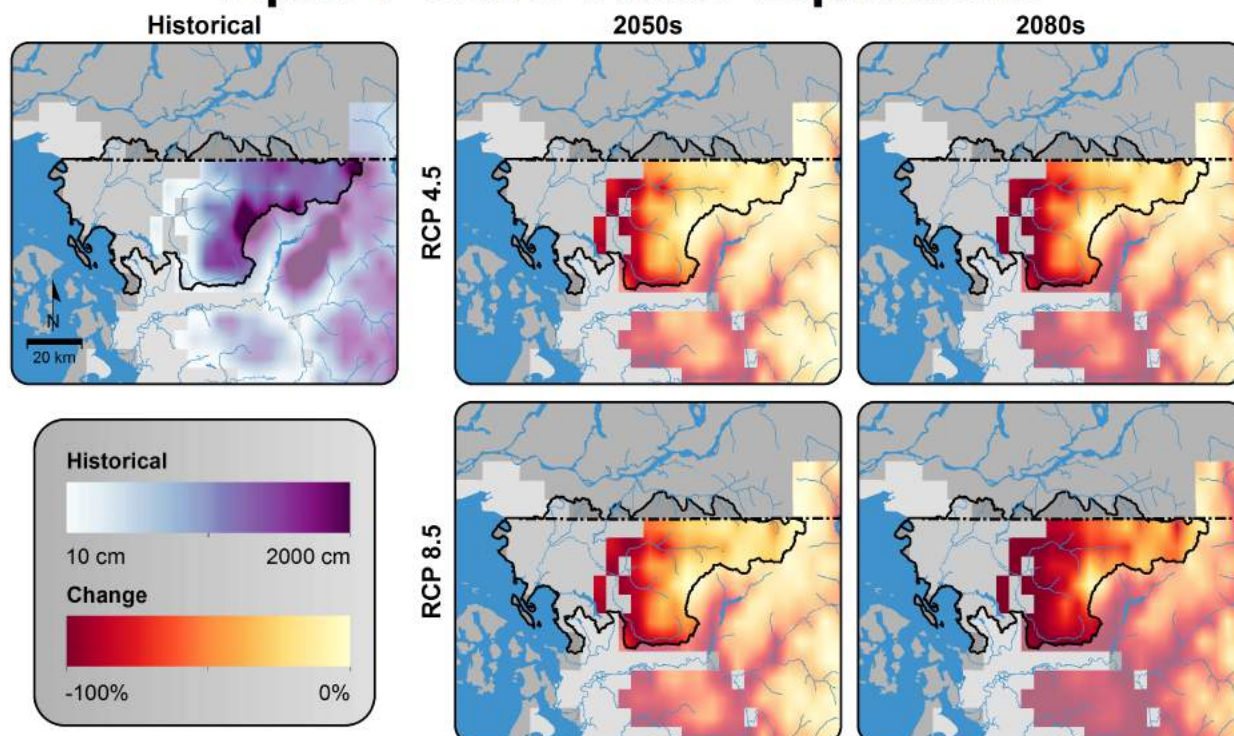 Historical
2050s
2080s
RCP 4.5
N
20 km
Historical
10 cm
2000 cm
Change
-100%
0%
RCP 8.5